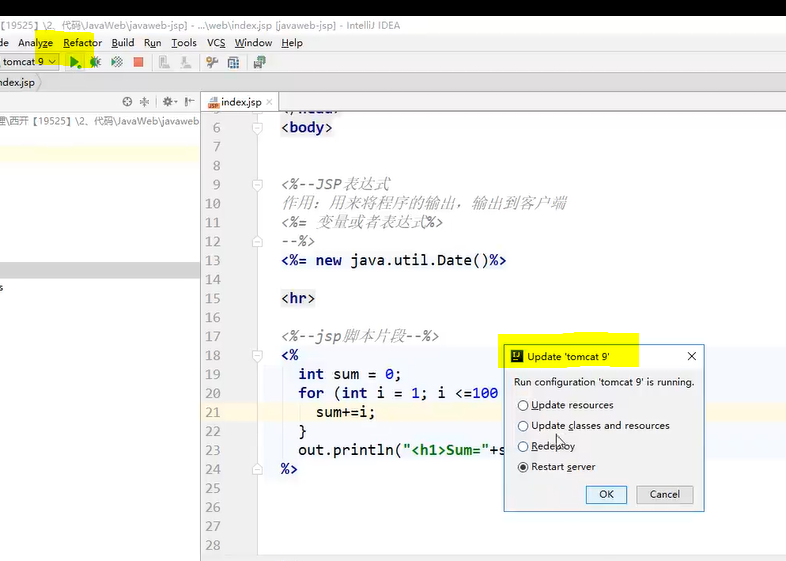 【19525】\2、代码\JavaWeb\javaweb-jsp] - ...\web\index.jsp [javaweb-jsp] - IntelliJ IDEA
de Analyze Refactor Build Run Tools VCS Window Help
tomcat 9
ndex.jsp
index.jsp
理\西开【19525】\2、代码\JavaWeb\javaweb
s
6 <body>
7
8
9 <%--JSP表达式
10 作用：用来将程序的输出，输出到客户端
11 <%= 变量或者表达式%>
12 --%>
13 <%= new java.util.Date()%>
14
15 <hr>
16
17 <%--jsp脚本片段--%>
18 <%
19 int sum = 0;
20 for (int i = 1; i <=100
21 sum+=i;
22 }
23 out.println("<h1>Sum="+s
24 %>
25
26
27
28
Update 'tomcat 9'
Run configuration 'tomcat 9' is running.
Update resources
Update classes and resources
Redeploy
Restart server
OK Cancel